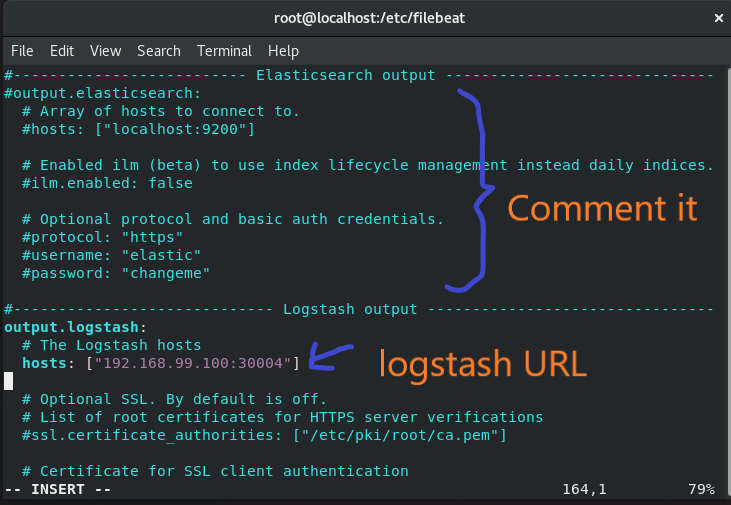 root@localhost:/etc/filebeat ×
File Edit View Search Terminal Help
#-------------------------- Elasticsearch output ------------------------------
#output.elasticsearch:
  # Array of hosts to connect to.
  #hosts: ["localhost:9200"]
  # Enabled ilm (beta) to use index lifecycle management instead daily indices.
  #ilm.enabled: false
Comment it
  # Optional protocol and basic auth credentials.
  #protocol: "https"
  #username: "elastic"
  #password: "changeme"
#----------------------------- Logstash output --------------------------------
output.logstash:
  # The Logstash hosts
  hosts: ["192.168.99.100:30004"]
logstash URL
  # Optional SSL. By default is off.
  # List of root certificates for HTTPS server verifications
  #ssl.certificate_authorities: ["/etc/pki/root/ca.pem"]
  # Certificate for SSL client authentication
-- INSERT -- 164,1 79%